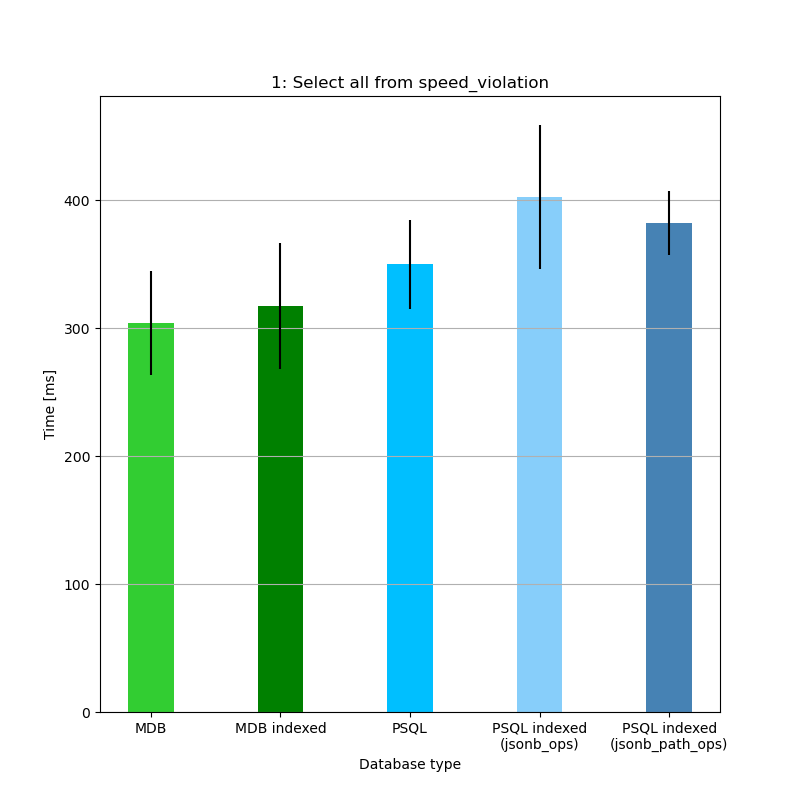 1: Select all from speed_violation
400
300
200
100
0
Time [ms]
MDB
MDB indexed
PSQL
PSQL indexed
(jsonb_ops)
PSQL indexed
(jsonb_path_ops)
Database type